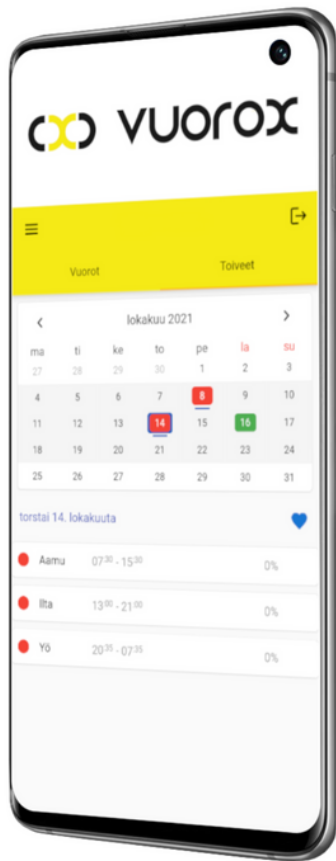 vuorox
Vuorot Toiveet
lokakuu 2021
ma ti ke to pe la su
27 28 29 30 1 2 3
4 5 6 7 8 9 10
11 12 13 14 15 16 17
18 19 20 21 22 23 24
25 26 27 28 29 30 31
torstai 14. lokakuuta
Aamu 07:30 - 15:30 0%
Ilta 13:00 - 21:00 0%
Yö 20:35 - 07:35 0%